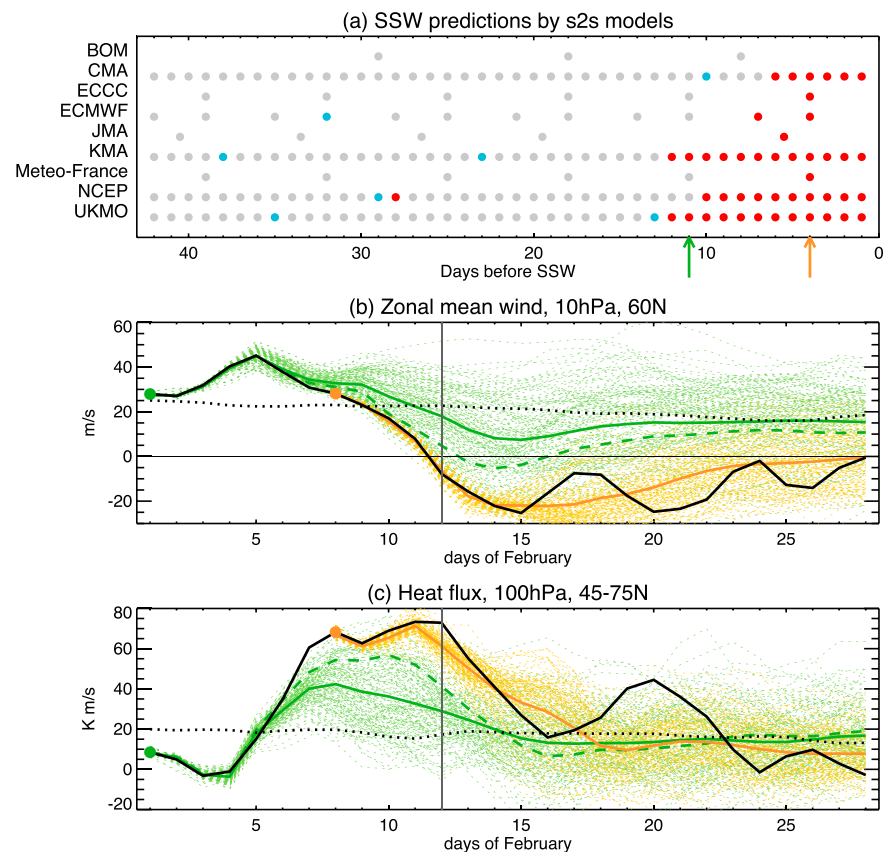 (a) SSW predictions by s2s models
BOM
CMA
ECCC
ECMWF
JMA
KMA
Meteo-France
NCEP
UKMO
40 30 20 10 0
Days before SSW
(b) Zonal mean wind, 10hPa, 60N
60
40
20
0
-20
m/s
5 10 15 20 25
days of February
(c) Heat flux, 100hPa, 45-75N
80
60
40
20
0
-20
K m/s
5 10 15 20 25
days of February